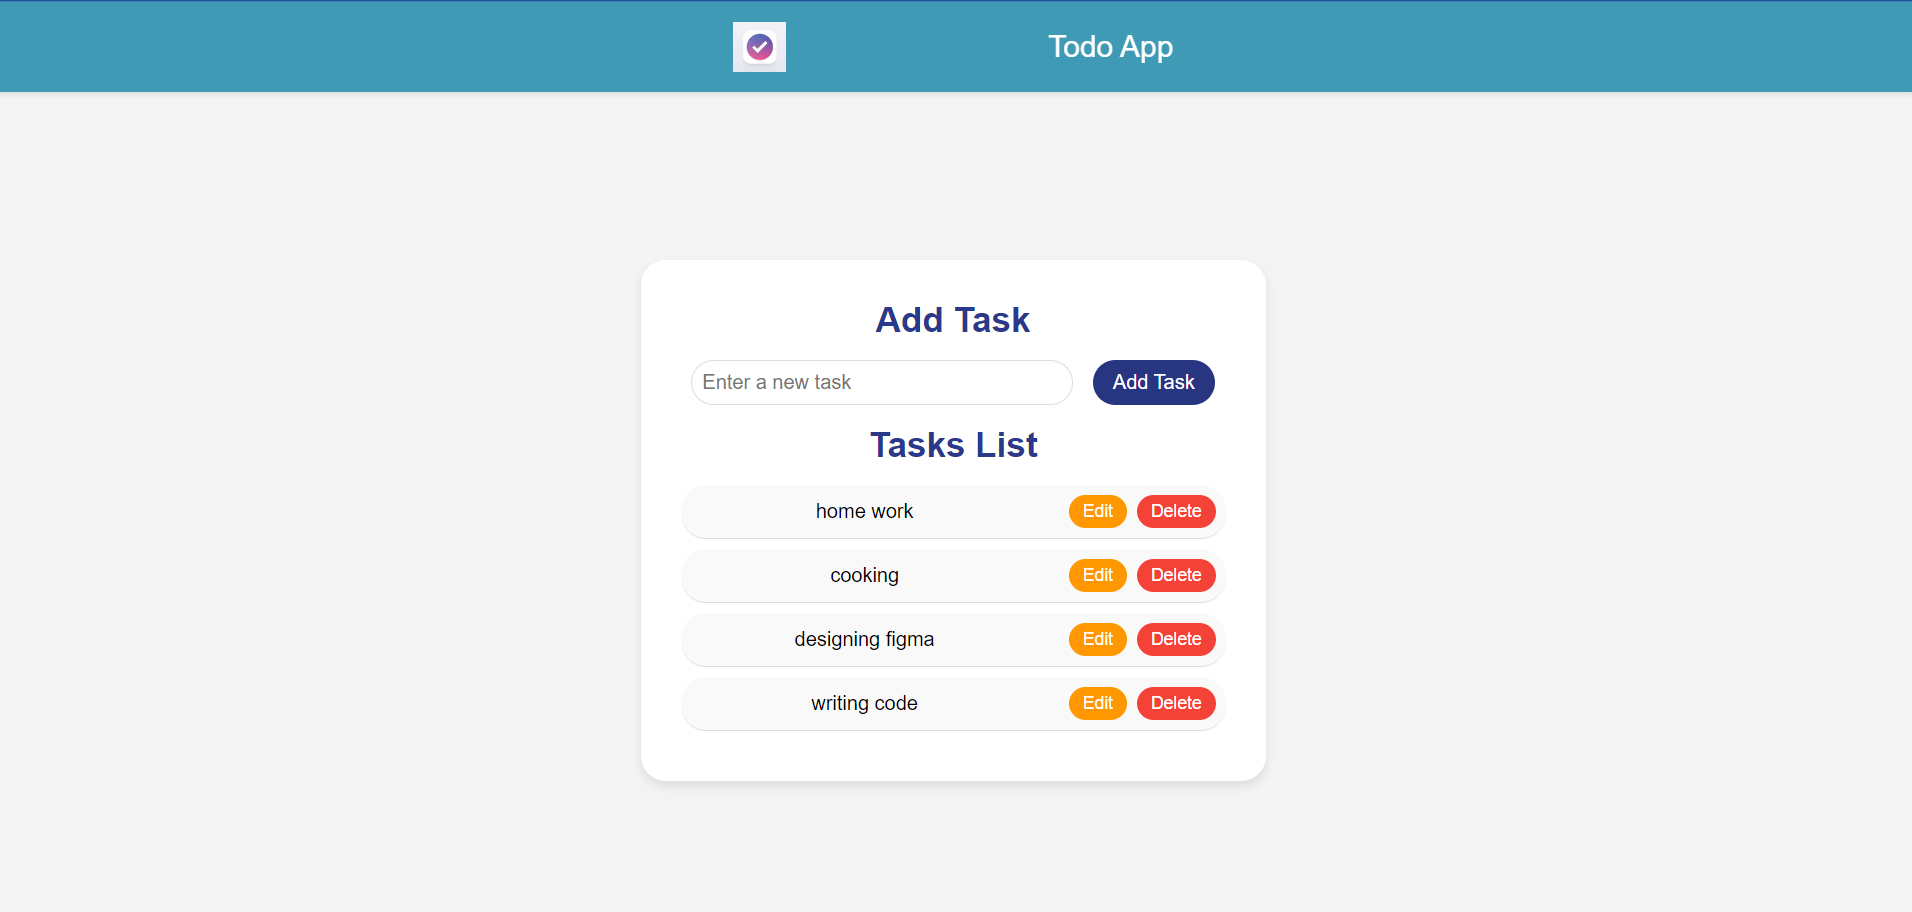 Todo App
Add Task
Enter a new task Add Task
Tasks List
home work Edit Delete
cooking Edit Delete
designing figma Edit Delete
writing code Edit Delete